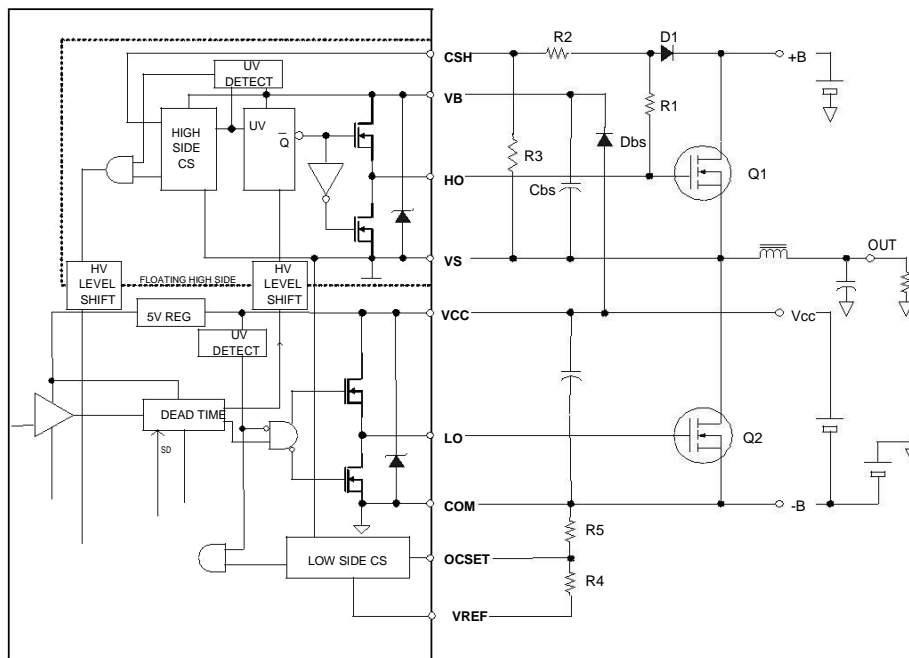 CSH
R2
D1
+B
UV
DETECT
VB
R1
HIGH
SIDE
CS
UV
Q
R3
Dbs
HO
Cbs
Q1
VS
OUT
HV
LEVEL
SHIFT
FLOATING HIGH SIDE
HV
LEVEL
SHIFT
5V REG
VCC
Vcc
UV
DETECT
DEAD TIME
SD
LO
Q2
COM
-B
R5
LOW SIDE CS
OCSET
R4
VREF